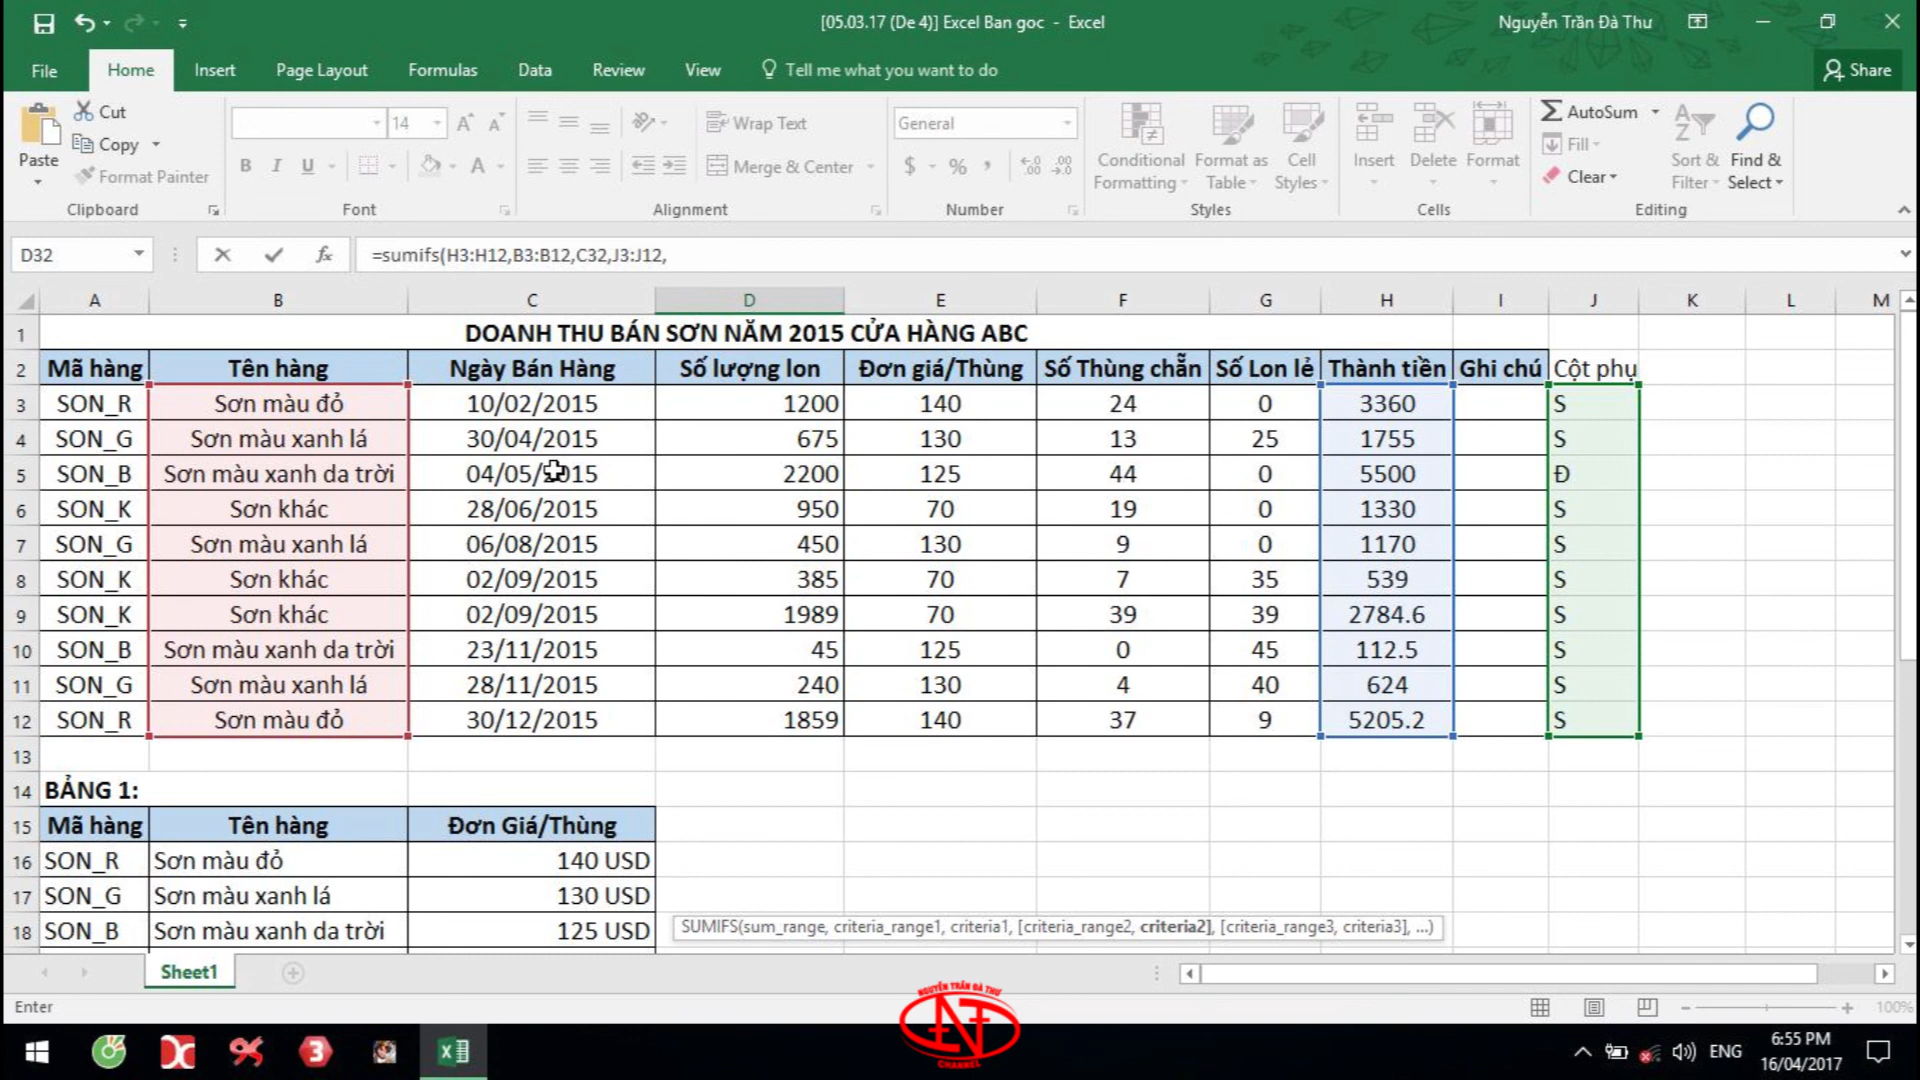 [05.03.17 (De 4)] Excel Ban goc - Excel
Nguyễn Trần Đà Thư
File Home Insert Page Layout Formulas Data Review View Tell me what you want to do Share
Cut
Copy
Format Painter
Paste
Clipboard
14
B I U
Font
Wrap Text
Merge & Center
Alignment
General
$ % ,
Number
Conditional Formatting
Format as Table
Cell Styles
Styles
Insert Delete Format
Cells
AutoSum
Fill
Clear
Sort & Filter
Find & Select
Editing
D32 fx =sumifs(H3:H12,B3:B12,C32,J3:J12,
A B C D E F G H I J K L M
1 DOANH THU BÁN SƠN NĂM 2015 CỬA HÀNG ABC
2 Mã hàng Tên hàng Ngày Bán Hàng Số lượng lon Đơn giá/Thùng Số Thùng chẵn Số Lon lẻ Thành tiền Ghi chú Cột phụ
3 SON_R Sơn màu đỏ 10/02/2015 1200 140 24 0 3360 S
4 SON_G Sơn màu xanh lá 30/04/2015 675 130 13 25 1755 S
5 SON_B Sơn màu xanh da trời 04/05/2015 2200 125 44 0 5500 Đ
6 SON_K Sơn khác 28/06/2015 950 70 19 0 1330 S
7 SON_G Sơn màu xanh lá 06/08/2015 450 130 9 0 1170 S
8 SON_K Sơn khác 02/09/2015 385 70 7 35 539 S
9 SON_K Sơn khác 02/09/2015 1989 70 39 39 2784.6 S
10 SON_B Sơn màu xanh da trời 23/11/2015 45 125 0 45 112.5 S
11 SON_G Sơn màu xanh lá 28/11/2015 240 130 4 40 624 S
12 SON_R Sơn màu đỏ 30/12/2015 1859 140 37 9 5205.2 S
13
14 BẢNG 1:
15 Mã hàng Tên hàng Đơn Giá/Thùng
16 SON_R Sơn màu đỏ 140 USD
17 SON_G Sơn màu xanh lá 130 USD
18 SON_B Sơn màu xanh da trời 125 USD
SUMIFS(sum_range, criteria_range1, criteria1, [criteria_range2, criteria2], [criteria_range3, criteria3], ...)
Sheet1
Enter
100%
NGUYỄN TRẦN ĐÀ THƯ
CHANNEL
ENG
6:55 PM
16/04/2017